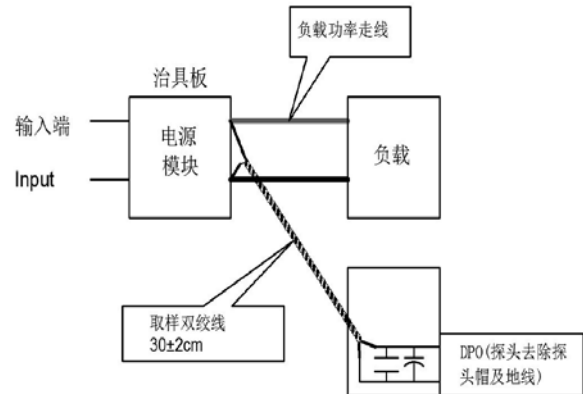 负载功率走线
治具板
输入端
Input
电源
模块
负载
取样双绞线
30±2cm
DPO(探头去除探
头帽及地线)